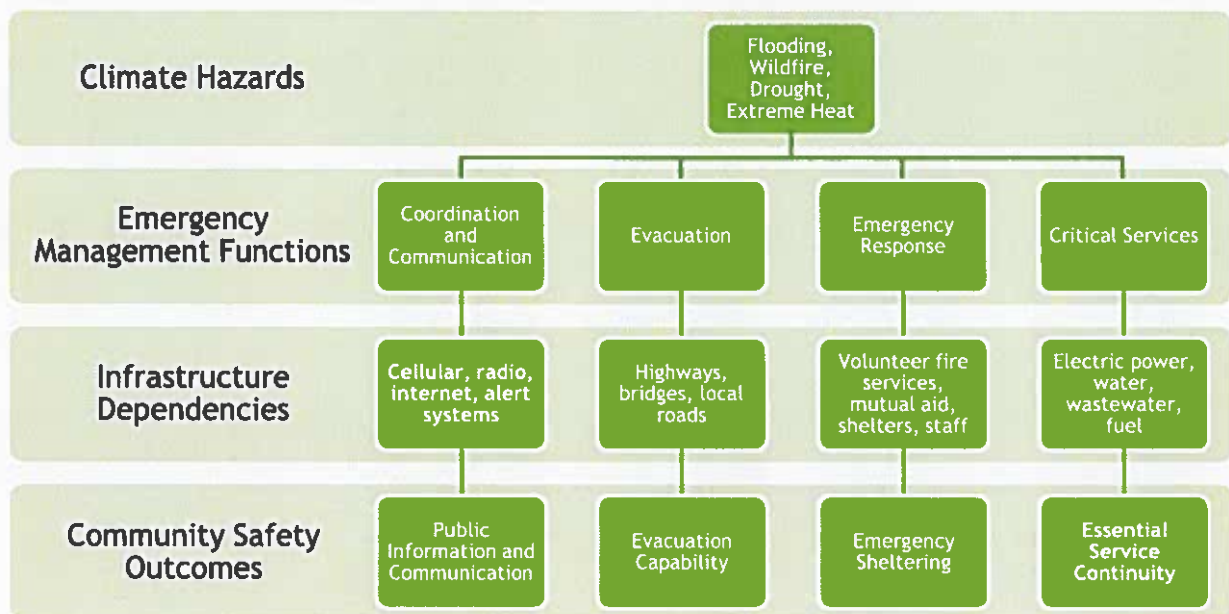 Climate Hazards
Flooding,
Wildfire,
Drought,
Extreme Heat
Emergency
Management Functions
Coordination
and
Communication
Evacuation
Emergency
Response
Critical Services
Infrastructure
Dependencies
Cellular, radio,
internet, alert
systems
Highways,
bridges, local
roads
Volunteer fire
services,
mutual aid,
shelters, staff
Electric power,
water,
wastewater,
fuel
Community Safety
Outcomes
Public
Information and
Communication
Evacuation
Capability
Emergency
Sheltering
Essential
Service
Continuity